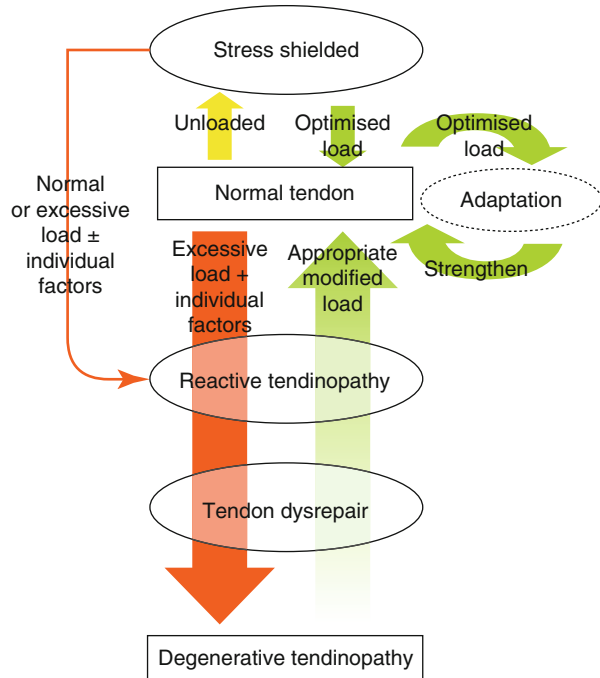 Stress shielded
Unloaded
Optimised
load
Optimised
load
Normal
or excessive
load ±
individual
factors
Normal tendon
Adaptation
Excessive
load +
individual
factors
Appropriate
modified
load
Strengthen
Reactive tendinopathy
Tendon dysrepair
Degenerative tendinopathy